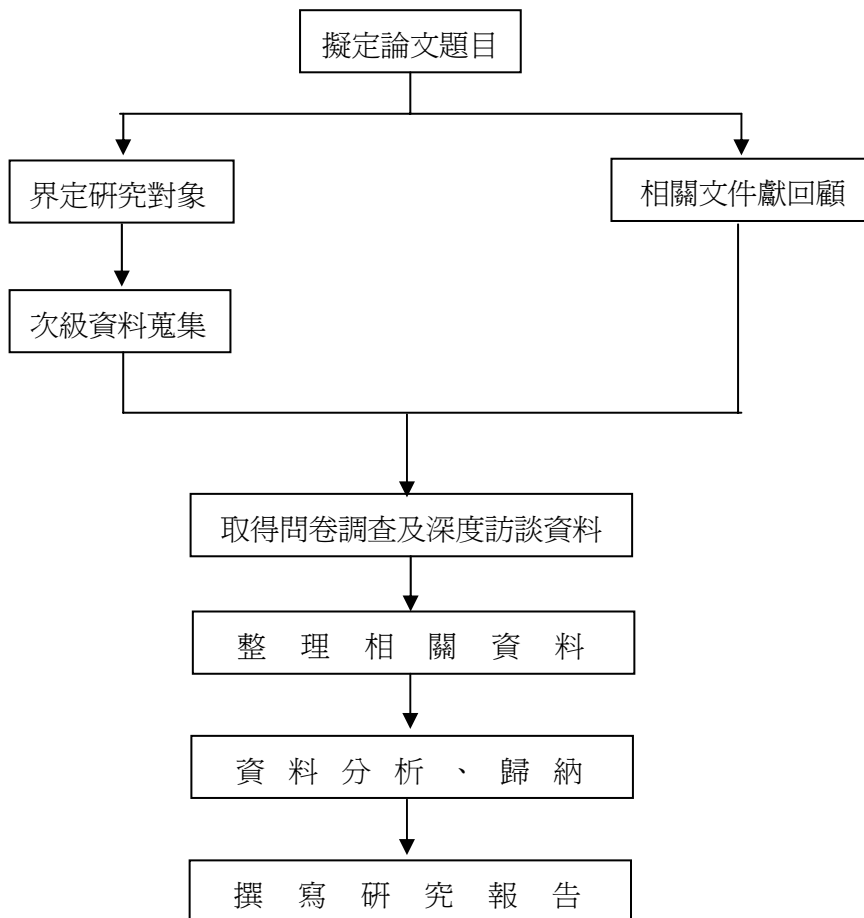 擬定論文題目
界定研究對象
相關文件獻回顧
次級資料蒐集
取得問卷調查及深度訪談資料
整理相關資料
資料分析、歸納
撰寫研究報告